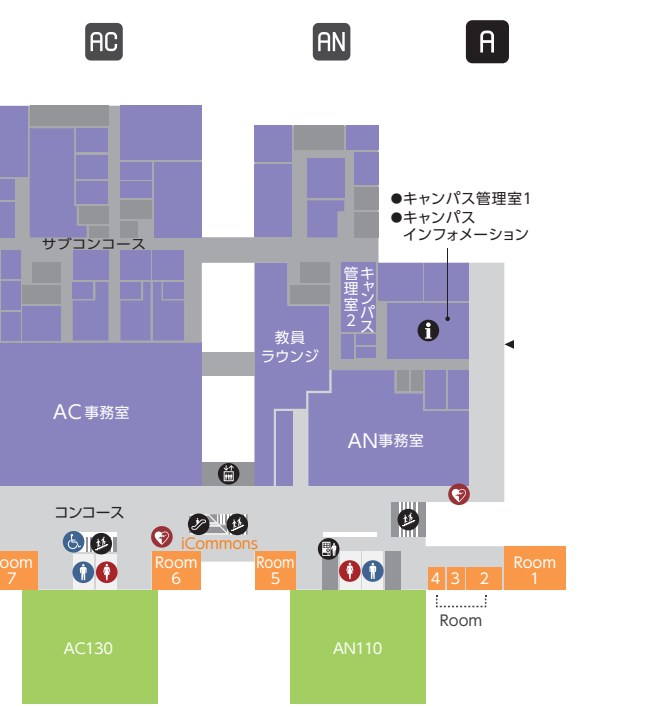 AC
AN
A
●キャンパス管理室1
●キャンパス
インフォメーション
サブコンコース
キャンパス
管理室2
教員
ラウンジ
AC事務室
AN事務室
コンコース
iCommons
Room
6
Room
5
4
3
2
Room
1
7
Room
AC130
AN110